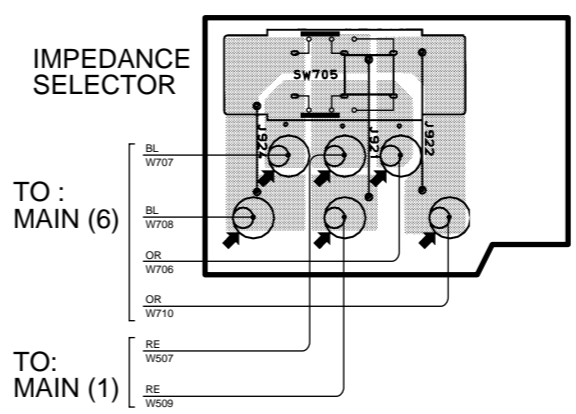 IMPEDANCE
SELECTOR
SW705
J924
J921
J922
TO :
MAIN (6)
BL
W707
BL
W708
OR
W706
OR
W710
TO:
MAIN (1)
RE
W507
RE
W509